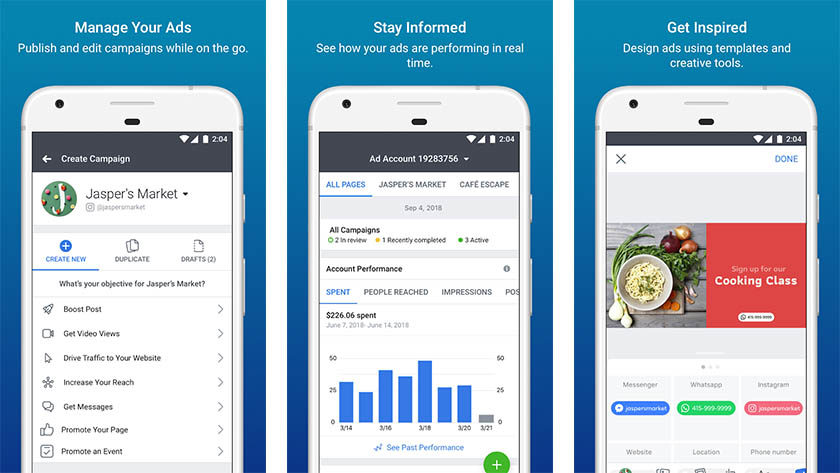 Manage Your Ads
Publish and edit campaigns while on the go.
2:04
Create Campaign
Jasper's Market
@jaspersmarket
CREATE NEW
DUPLICATE
DRAFTS (2)
What's your objective for Jasper's Market?
Boost Post
Get Video Views
Drive Traffic to Your Website
Increase Your Reach
Get Messages
Promote Your Page
Promote an Event
Stay Informed
See how your ads are performing in real
time.
2:04
Ad Account 19283756
ALL PAGES JASPER'S MARKET CAFÉ ESCAPE
Sep 4, 2018
All Campaigns
2 In review 1 Recently completed 3 Active
Account Performance
SPENT PEOPLE REACHED IMPRESSIONS POS
$226.06 spent
June 7, 2018- June 14, 2018
50 50
25 25
0 0
3/14 3/16 3/18 3/20 3/21
See Past Performance
Get Inspired
Design ads using templates and
creative tools.
2:04
DONE
Sign up for our
Cooking Class
415-999-9999
Messenger Whatsapp Instagram
jaspersmarket 415-999-9999 jaspersmarket
Website Location Phone number